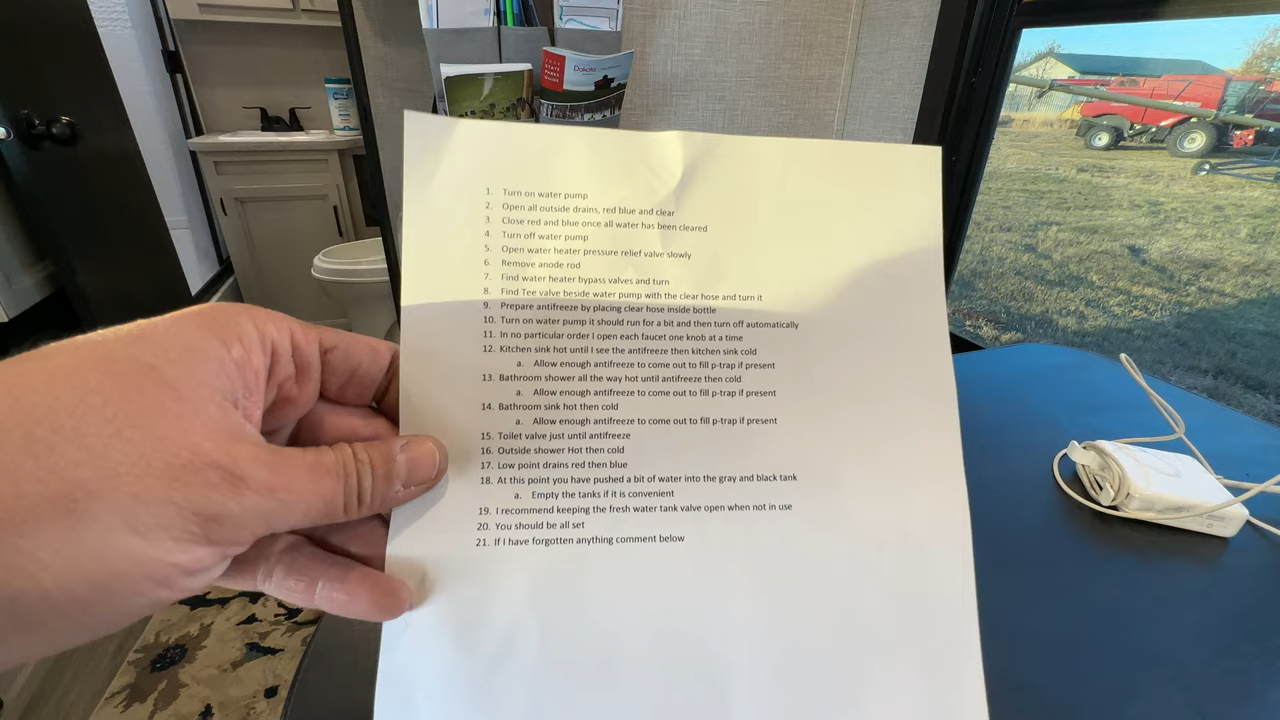 STATE
PARKS
GUIDE
Dakota
1. Turn on water pump
2. Open all outside drains, red blue and clear
3. Close red and blue once all water has been cleared
4. Turn off water pump
5. Open water heater pressure relief valve slowly
6. Remove anode rod
7. Find water heater bypass valves and turn
8. Find Tee valve beside water pump with the clear hose and turn it
9. Prepare antifreeze by placing clear hose inside bottle
10. Turn on water pump it should run for a bit and then turn off automatically
11. In no particular order I open each faucet one knob at a time
12. Kitchen sink hot until I see the antifreeze then kitchen sink cold
a. Allow enough antifreeze to come out to fill p-trap if present
13. Bathroom shower all the way hot until antifreeze then cold
a. Allow enough antifreeze to come out to fill p-trap if present
14. Bathroom sink hot then cold
a. Allow enough antifreeze to come out to fill p-trap if present
15. Toilet valve just until antifreeze
16. Outside shower Hot then cold
17. Low point drains red then blue
18. At this point you have pushed a bit of water into the gray and black tank
a. Empty the tanks if it is convenient
19. I recommend keeping the fresh water tank valve open when not in use
20. You should be all set
21. If I have forgotten anything comment below